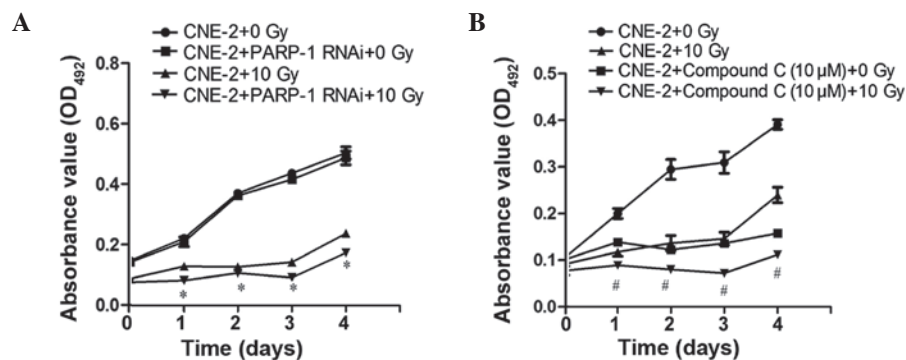 A
CNE-2+0 Gy
CNE-2+PARP-1 RNAi+0 Gy
CNE-2+10 Gy
CNE-2+PARP-1 RNAi+10 Gy
Absorbance value (OD492)
0.8
0.6
0.4
0.2
0.0
* * * *
0 1 2 3 4
Time (days)
B
CNE-2+0 Gy
CNE-2+10 Gy
CNE-2+Compound C (10 µM)+0 Gy
CNE-2+Compound C (10 µM)+10 Gy
Absorbance value (OD492)
0.5
0.4
0.3
0.2
0.1
0.0
# # # #
0 1 2 3 4
Time (days)